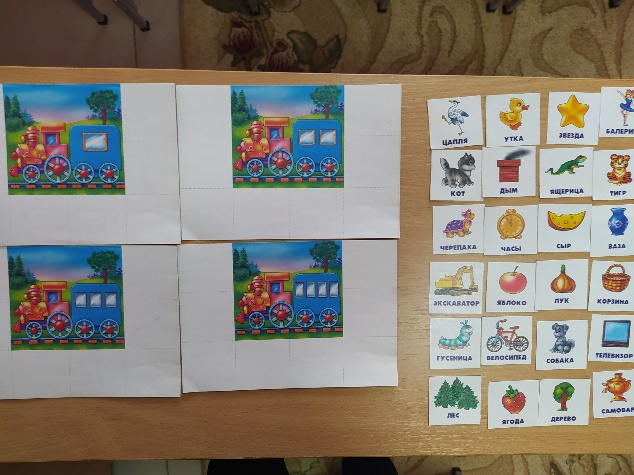 ЦАПЛЯ
УТКА
ЗВЕЗДА
КОТ
ДЫМ
ЯЩЕРИЦА
ТИГР
ЧЕРЕПАХА
ЧАСЫ
СЫР
ВАЗА
ЭКСКАВАТОР
ЯБЛОКО
ЛУК
КОРЗИНА
ГУСЕНИЦА
ВЕЛОСИПЕД
СОБАКА
ТЕЛЕВИЗОР
ЛЕС
ЯГОДА
ДЕРЕВО
САМОВАР